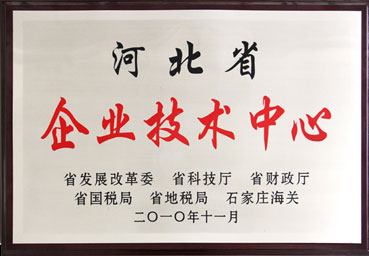 河北省
企业技术中心
省发展改革委 省科技厅 省财政厅
省国税局 省地税局 石家庄海关
二〇一〇年十一月